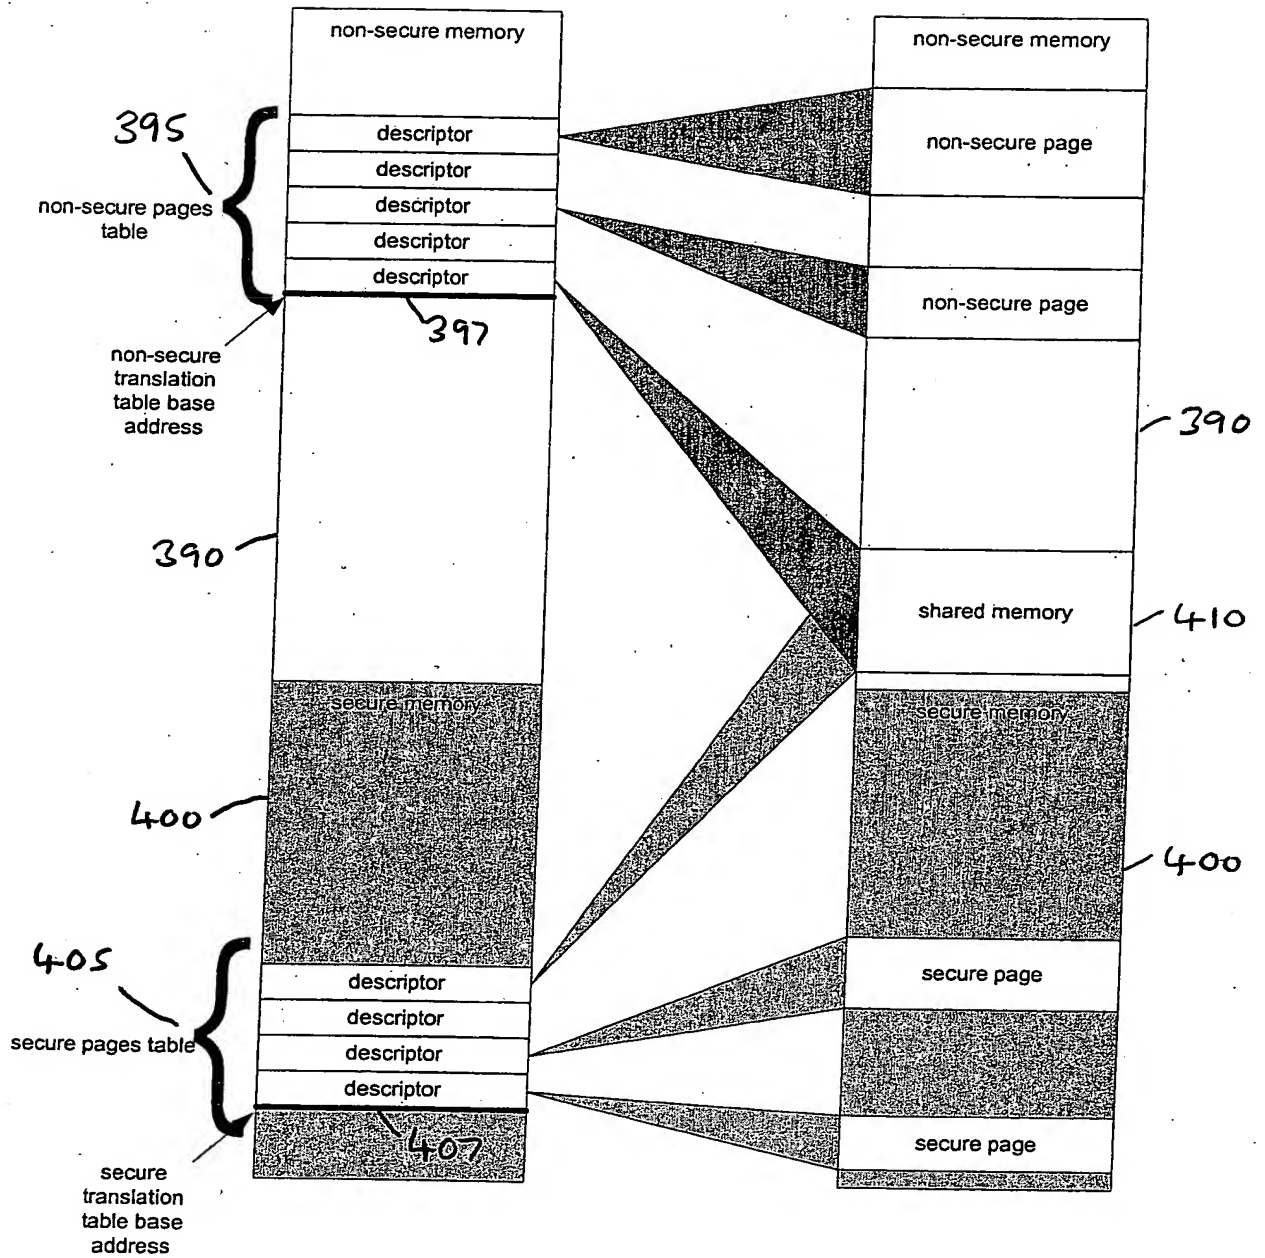 non-secure memory
non-secure memory
395
descriptor
non-secure page
descriptor
non-secure pages
table
descriptor
descriptor
descriptor
non-secure page
397
non-secure
translation
table base
address
390
390
shared memory
410
secure memory
secure memory
400
400
405
secure pages table
descriptor
secure page
descriptor
descriptor
descriptor
407
secure page
secure
translation
table base
address